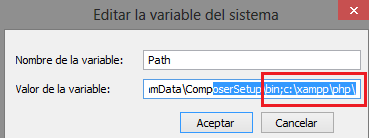 Editar la variable del sistema
Nombre de la variable: Path
Valor de la variable: ımData\ComposerSetup\bin;c:\xampp\php\
Aceptar Cancelar